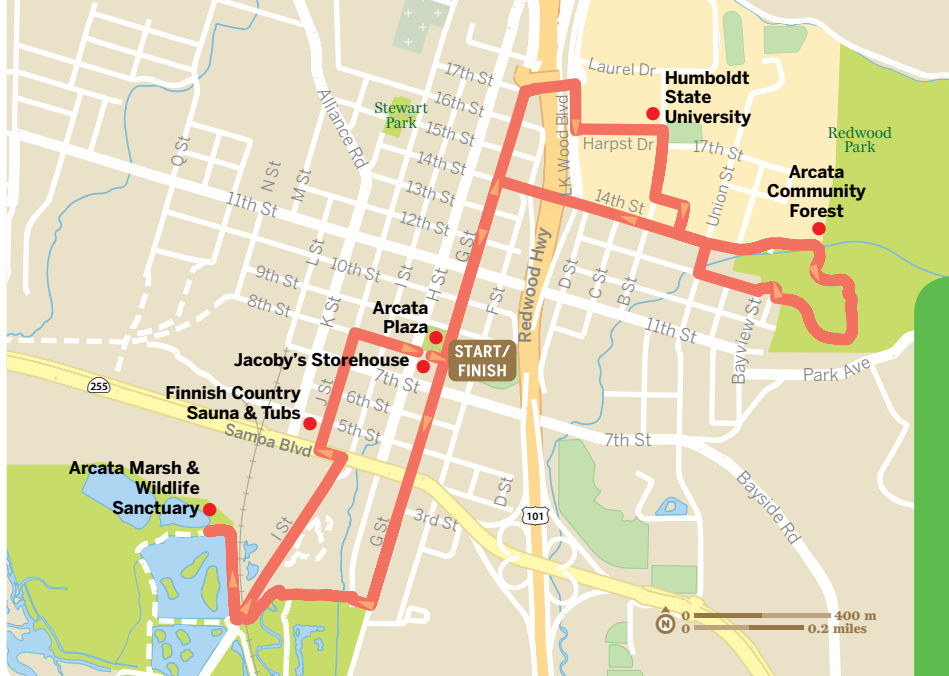 17th St
Laurel Dr
Humboldt
State
University
Stewart
Park
16th St
LK Wood Blvd
Alliance Rd
15th St
Harpst Dr
17th St
Redwood
Park
Q St
14th St
Union St
Arcata
Community
Forest
N St
M St
13th St
14th St
11th St
12th St
G St
L St
10th St
I St
H St
Redwood Hwy
D St
C St
B St
9th St
8th St
K St
F St
Arcata
Plaza
11th St
Bayview St
START/
FINISH
Jacoby's Storehouse
Park Ave
7th St
255
J St
Finnish Country
Sauna & Tubs
6th St
5th St
Samoa Blvd
7th St
Arcata Marsh &
Wildlife
Sanctuary
Bayside Rd
D St
101
I St
G St
3rd St
N
0 400 m
0 0.2 miles